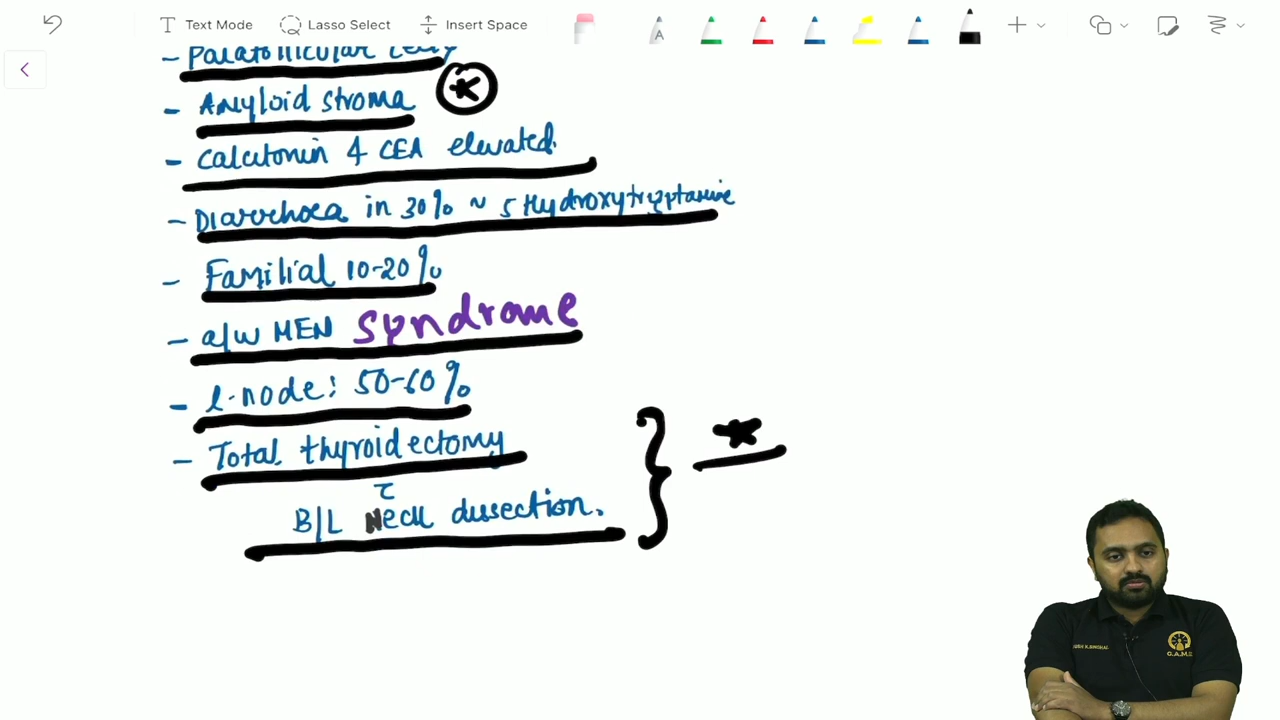 Text Mode
Lasso Select
Insert Space
A
- Parafollicular cells
- Amyloid stroma
- Calcitonin & CEA elevated.
- Diarrhoea in 30% ~ 5 Hydroxytryptamine
- Familial 10-20%
- a/w MEN Syndrome
- l.node: 50-60%
- Total thyroidectomy
c
B/L Neck dissection.
G.A.M.E